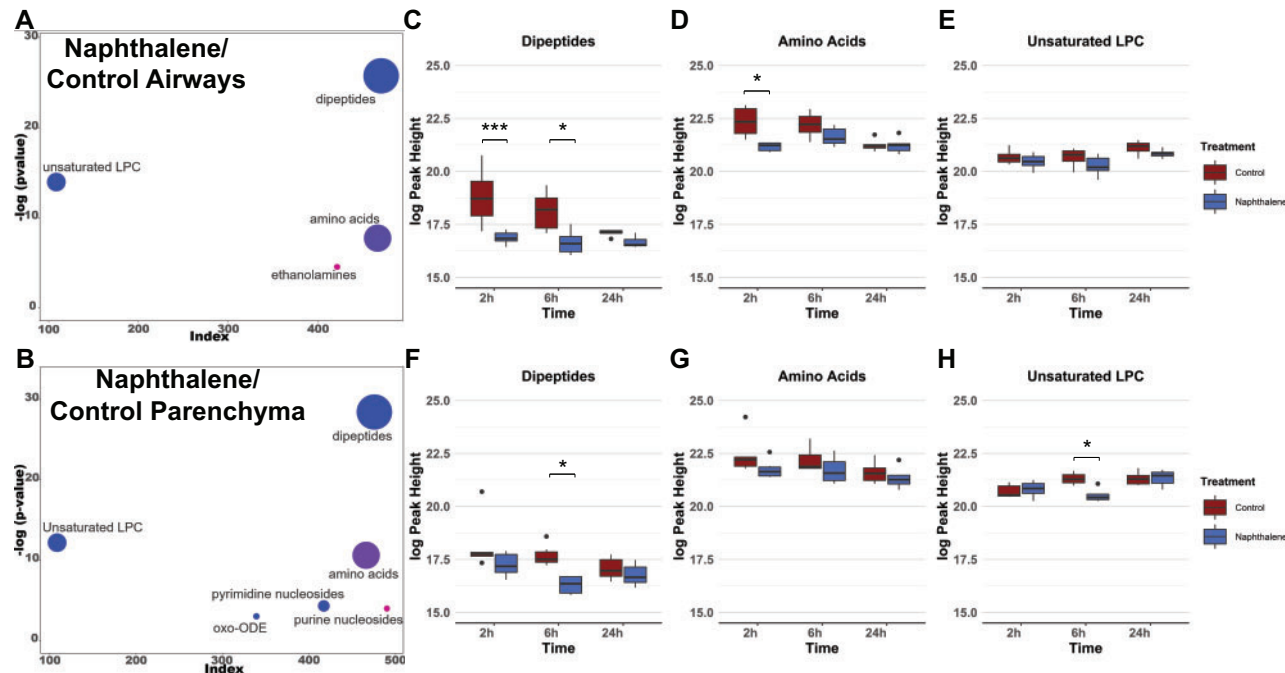 A
Naphthalene/
Control Airways
30
20
10
0
-log (pvalue)
dipeptides
unsaturated LPC
amino acids
ethanolamines
100
200
300
400
Index
C
Dipeptides
25.0
22.5
20.0
17.5
15.0
log Peak Height
***
*
2h
6h
24h
Time
D
Amino Acids
25.0
22.5
20.0
17.5
15.0
log Peak Height
*
2h
6h
24h
Time
E
Unsaturated LPC
25.0
22.5
20.0
17.5
15.0
log Peak Height
2h
6h
24h
Time
Treatment
Control
Naphthalene
B
Naphthalene/
Control Parenchyma
30
20
10
0
-log (p-value)
dipeptides
Unsaturated LPC
amino acids
pyrimidine nucleosides
purine nucleosides
oxo-ODE
100
200
300
400
500
Index
F
Dipeptides
25.0
22.5
20.0
17.5
15.0
log Peak Height
*
2h
6h
24h
Time
G
Amino Acids
25.0
22.5
20.0
17.5
15.0
log Peak Height
2h
6h
24h
Time
H
Unsaturated LPC
25.0
22.5
20.0
17.5
15.0
log Peak Height
*
2h
6h
24h
Time
Treatment
Control
Naphthalene